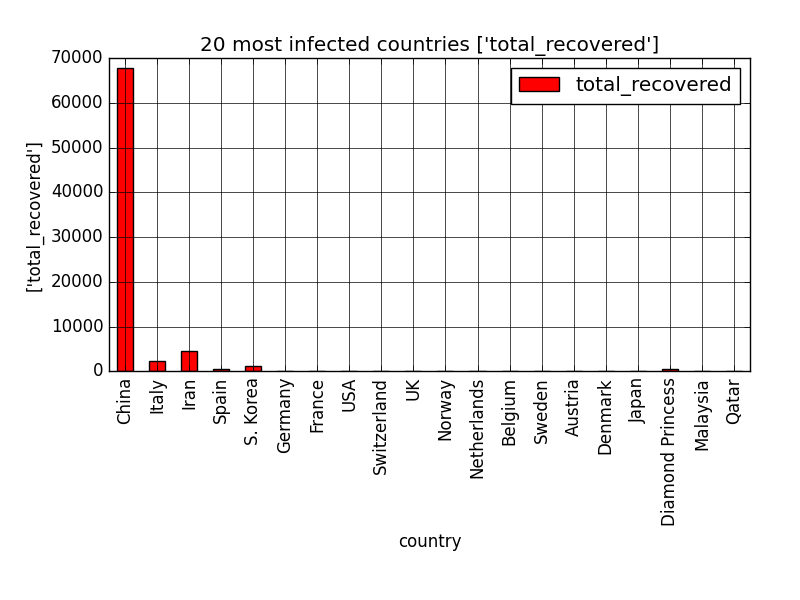 20 most infected countries ['total_recovered']
total_recovered
['total_recovered']
70000
60000
50000
40000
30000
20000
10000
0
China
Italy
Iran
Spain
S. Korea
Germany
France
USA
Switzerland
UK
Norway
Netherlands
Belgium
Sweden
Austria
Denmark
Japan
Diamond Princess
Malaysia
Qatar
country